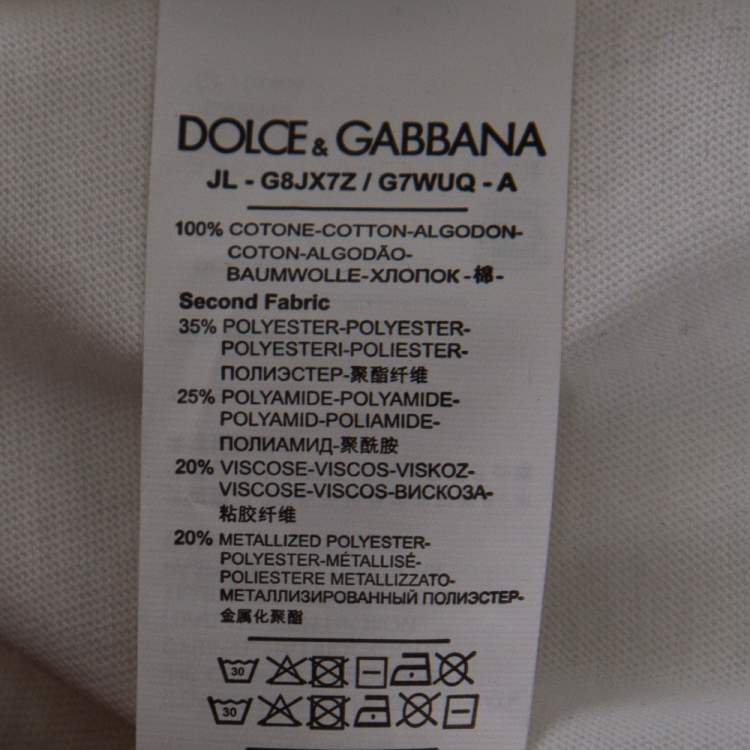 DOLCE & GABBANA
JL - G8JX7Z / G7WUQ - A
100% COTONE-COTTON-ALGODON-
COTON-ALGODÃO-
BAUMWOLLE-ХЛОПОК-棉-
Second Fabric
35% POLYESTER-POLYESTER-
POLYESTERI-POLIESTER-
ПОЛИЭСТЕР-聚酯纤维
25% POLYAMIDE-POLYAMIDE-
POLYAMID-POLIAMIDE-
ПОЛИАМИД-聚酰胺
20% VISCOSE-VISCOS-VISKOZ-
VISCOSE-VISCOS-ВИСКОЗА-
粘胶纤维
20% METALLIZED POLYESTER-
POLYESTER-MÉTALLISÉ-
POLIESTERE METALLIZZATO-
МЕТАЛЛИЗИРОВАННЫЙ ПОЛИЭСТЕР-
金属化聚酯
30
30